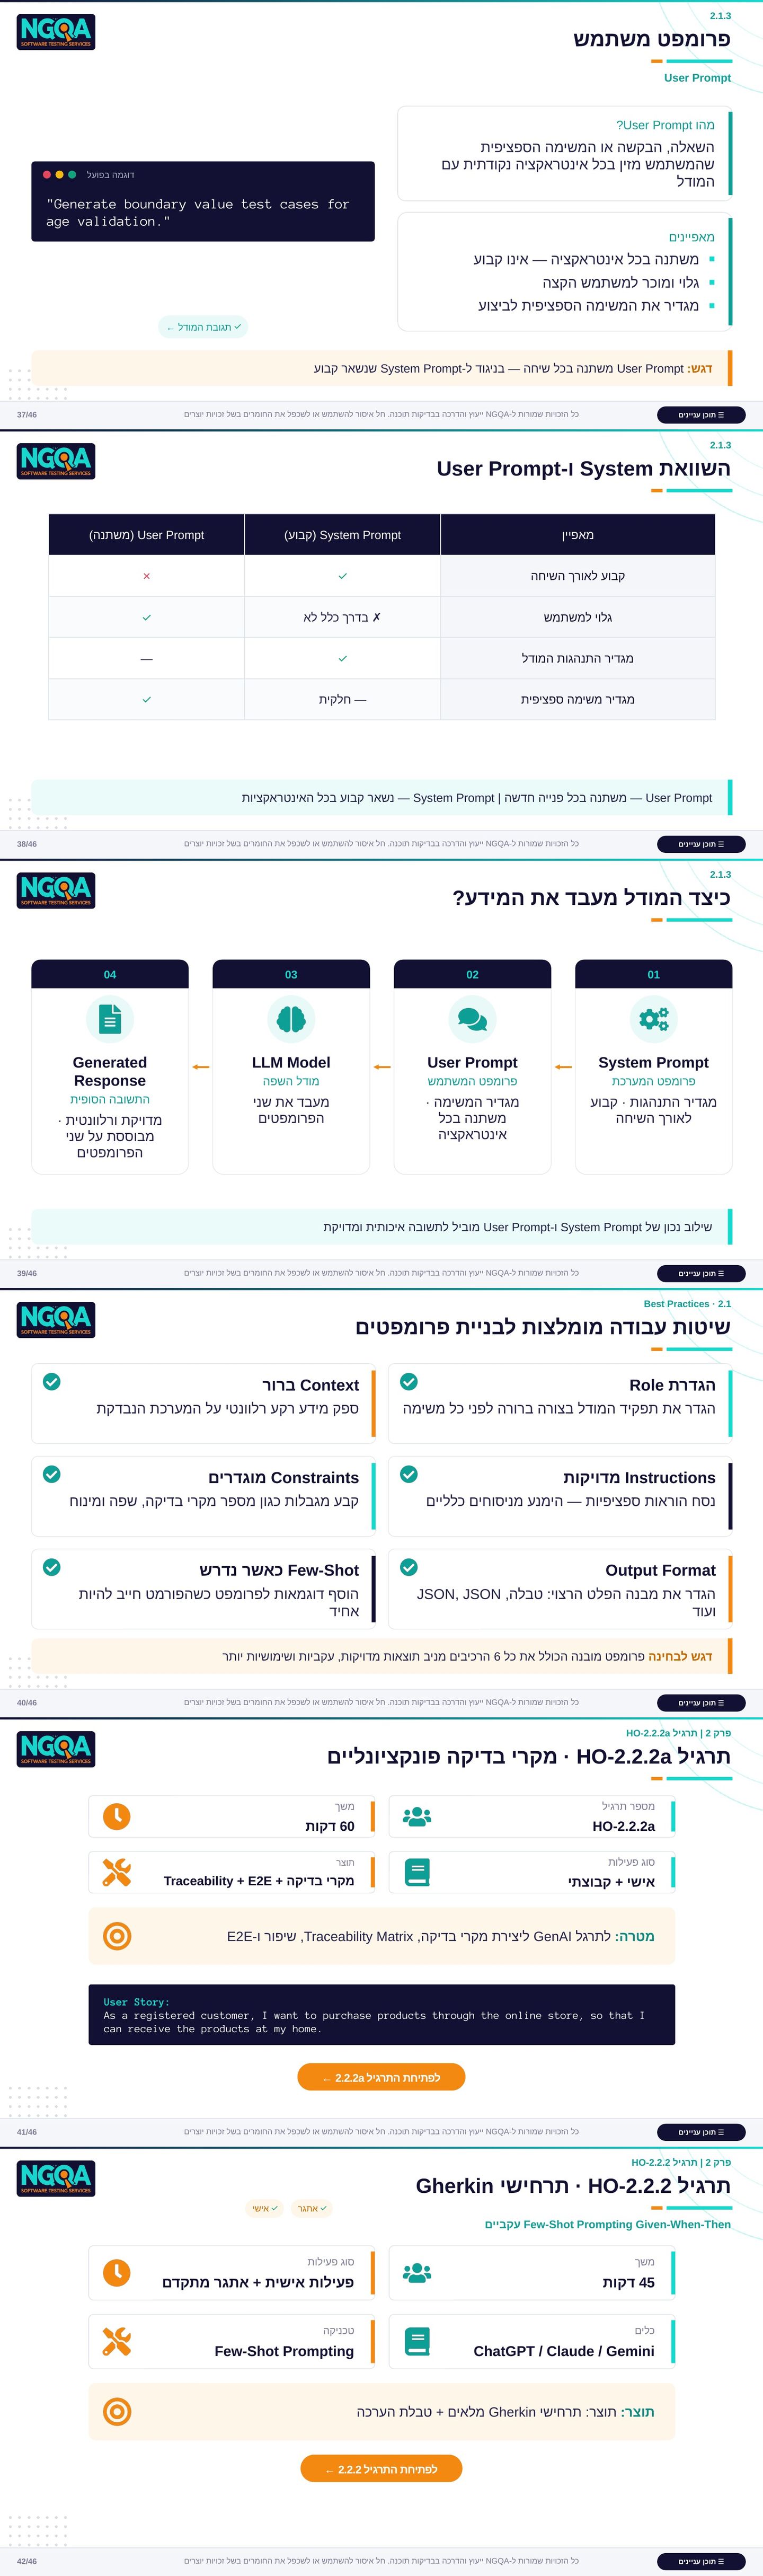 NGQA
SOFTWARE TESTING SERVICES
2.1.3
פרומפט משתמש
User Prompt
מהו User Prompt?
השאלה, הבקשה או המשימה הספציפית
שהמשתמש מזין בכל אינטראקציה נקודתית עם
המודל
דוגמה בפועל
"Generate boundary value test cases for
age validation."
מאפיינים
משתנה בכל אינטראקציה — אינו קבוע
גלוי ומוכר למשתמש הקצה
מגדיר את המשימה הספציפית לביצוע
✓ תגובת המודל ←
דגש: User Prompt משתנה בכל שיחה — בניגוד ל-System Prompt שנשאר קבוע
☰ תוכן עניינים
כל הזכויות שמורות ל-NGQA ייעוץ והדרכה בבדיקות תוכנה. חל איסור להשתמש או לשכפל את החומרים בשל זכויות יוצרים
37/46
NGQA
SOFTWARE TESTING SERVICES
2.1.3
השוואת System ו-User Prompt
מאפיין System Prompt (קבוע) User Prompt (משתנה)
קבוע לאורך השיחה ✓ ×
גלוי למשתמש ✗ בדרך כלל לא ✓
מגדיר התנהגות המודל ✓ —
מגדיר משימה ספציפית — חלקית ✓
User Prompt — משתנה בכל פנייה חדשה | System Prompt — נשאר קבוע בכל האינטראקציות
☰ תוכן עניינים
כל הזכויות שמורות ל-NGQA ייעוץ והדרכה בבדיקות תוכנה. חל איסור להשתמש או לשכפל את החומרים בשל זכויות יוצרים
38/46
NGQA
SOFTWARE TESTING SERVICES
2.1.3
כיצד המודל מעבד את המידע?
01
System Prompt
פרומפט המערכת
מגדיר התנהגות · קבוע
לאורך השיחה
02
User Prompt
פרומפט המשתמש
מגדיר המשימה ·
משתנה בכל
אינטראקציה
03
LLM Model
מודל השפה
מעבד את שני
הפרומפטים
04
Generated
Response
התשובה הסופית
מדויקת ורלוונטית ·
מבוססת על שני
הפרומפטים
שילוב נכון של System Prompt ו-User Prompt מוביל לתשובה איכותית ומדויקת
☰ תוכן עניינים
כל הזכויות שמורות ל-NGQA ייעוץ והדרכה בבדיקות תוכנה. חל איסור להשתמש או לשכפל את החומרים בשל זכויות יוצרים
39/46
NGQA
SOFTWARE TESTING SERVICES
2.1 · Best Practices
שיטות עבודה מומלצות לבניית פרומפטים
הגדרת Role
הגדר את תפקיד המודל בצורה ברורה לפני כל משימה
Context ברור
ספק מידע רקע רלוונטי על המערכת הנבדקת
Instructions מדויקות
נסח הוראות ספציפיות — הימנע מניסוחים כלליים
Constraints מוגדרים
קבע מגבלות כגון מספר מקרי בדיקה, שפה ומינוח
Output Format
הגדר את מבנה הפלט הרצוי: טבלה, JSON, JSON
ועוד
Few-Shot כאשר נדרש
הוסף דוגמאות לפרומפט כשהפורמט חייב להיות
אחיד
דגש לבחינה פרומפט מובנה הכולל את כל 6 הרכיבים מניב תוצאות מדויקות, עקביות ושימושיות יותר
☰ תוכן עניינים
כל הזכויות שמורות ל-NGQA ייעוץ והדרכה בבדיקות תוכנה. חל איסור להשתמש או לשכפל את החומרים בשל זכויות יוצרים
40/46
NGQA
SOFTWARE TESTING SERVICES
פרק 2 | תרגיל HO-2.2.2a
תרגיל HO-2.2.2a · מקרי בדיקה פונקציונליים
מספר תרגיל
HO-2.2.2a
משך
60 דקות
סוג פעילות
אישי + קבוצתי
תוצר
מקרי בדיקה + Traceability + E2E
מטרה: לתרגל GenAI ליצירת מקרי בדיקה, Traceability Matrix, שיפור ו-E2E
User Story:
As a registered customer, I want to purchase products through the online store, so that I
can receive the products at my home.
לפתיחת התרגיל 2.2.2a ←
☰ תוכן עניינים
כל הזכויות שמורות ל-NGQA ייעוץ והדרכה בבדיקות תוכנה. חל איסור להשתמש או לשכפל את החומרים בשל זכויות יוצרים
41/46
NGQA
SOFTWARE TESTING SERVICES
פרק 2 | תרגיל HO-2.2.2
תרגיל HO-2.2.2 · תרחישי Gherkin
✓ אתגר
✓ אישי
Few-Shot Prompting Given-When-Then עקביים
משך
45 דקות
סוג פעילות
פעילות אישית + אתגר מתקדם
כלים
ChatGPT / Claude / Gemini
טכניקה
Few-Shot Prompting
תוצר: תוצר: תרחישי Gherkin מלאים + טבלת הערכה
לפתיחת התרגיל 2.2.2 ←
☰ תוכן עניינים
כל הזכויות שמורות ל-NGQA ייעוץ והדרכה בבדיקות תוכנה. חל איסור להשתמש או לשכפל את החומרים בשל זכויות יוצרים
42/46